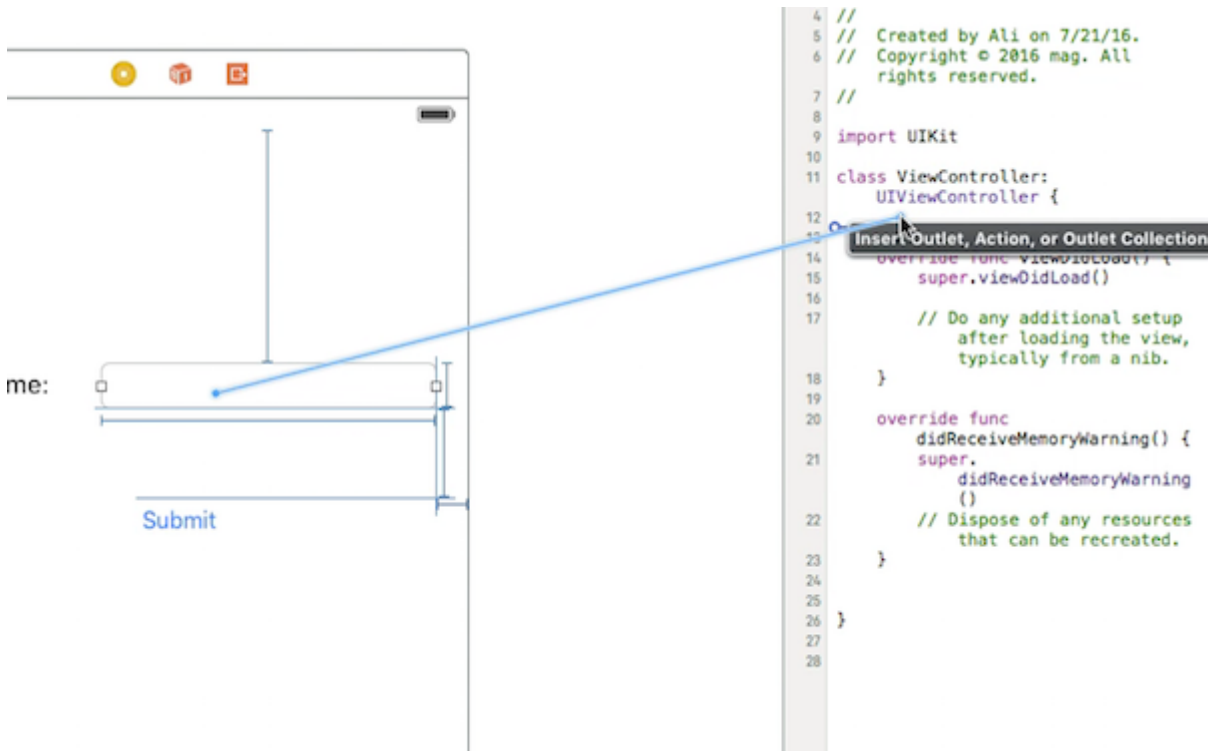 4 //
5 // Created by Ali on 7/21/16.
6 // Copyright © 2016 mag. All
rights reserved.
7 //
8
9 import UIKit
10
11 class ViewController:
UIViewController {
12
13
Insert Outlet, Action, or Outlet Collection
14 override func viewDidLoad() {
15 super.viewDidLoad()
16
17 // Do any additional setup
after loading the view,
typically from a nib.
18 }
19
20 override func
didReceiveMemoryWarning() {
21 super.
didReceiveMemoryWarning
()
22 // Dispose of any resources
that can be recreated.
23 }
24
25
26 }
27
28
me:
Submit